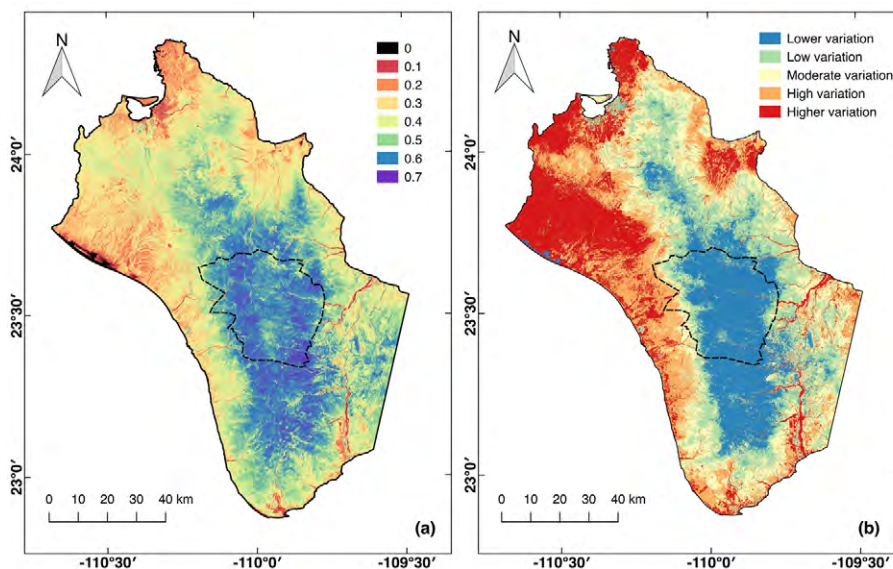 N
0
0.1
0.2
0.3
0.4
0.5
0.6
0.7
24°0′
23°30′
23°0′
0 10 20 30 40 km
(a)
-110°30′
-110°0′
-109°30′
N
Lower variation
Low variation
Moderate variation
High variation
Higher variation
24°0′
23°30′
23°0′
0 10 20 30 40 km
(b)
-110°30′
-110°0′
-109°30′